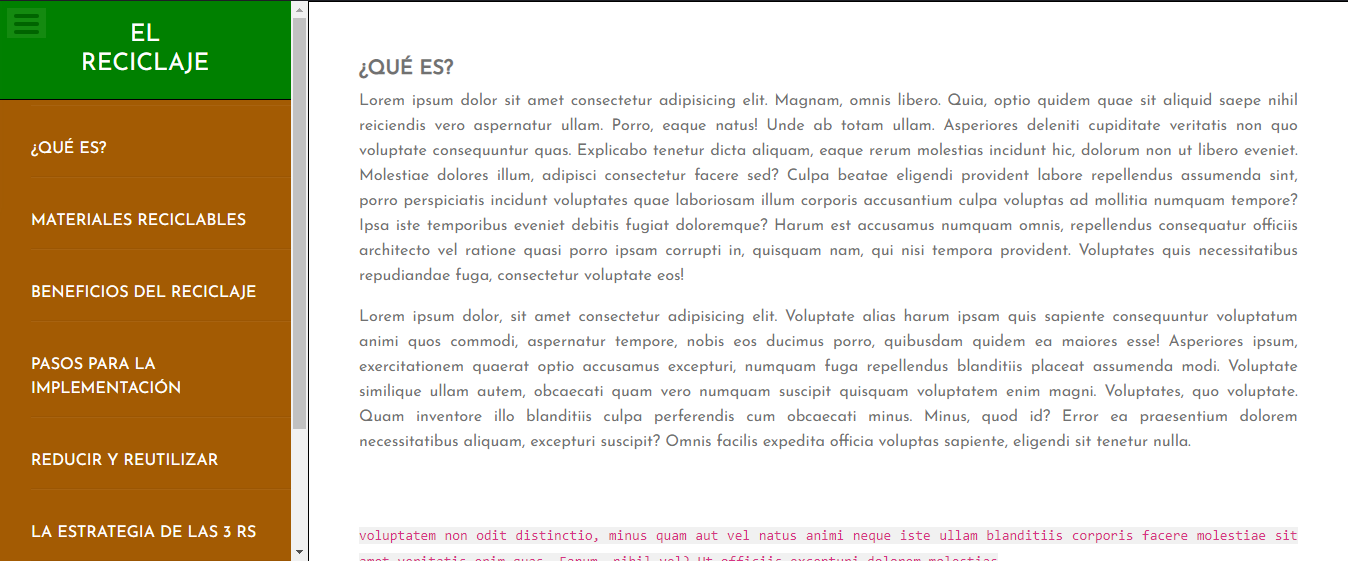 EL
RECICLAJE
¿QUÉ ES?
MATERIALES RECICLABLES
BENEFICIOS DEL RECICLAJE
PASOS PARA LA
IMPLEMENTACIÓN
REDUCIR Y REUTILIZAR
LA ESTRATEGIA DE LAS 3 RS
¿QUÉ ES?
Lorem ipsum dolor sit amet consectetur adipisicing elit. Magnam, omnis libero. Quia, optio quidem quae sit aliquid saepe nihil
reiciendis vero aspernatur ullam. Porro, eaque natus! Unde ab totam ullam. Asperiores deleniti cupiditate veritatis non quo
voluptate consequuntur quas. Explicabo tenetur dicta aliquam, eaque rerum molestias incidunt hic, dolorum non ut libero eveniet.
Molestiae dolores illum, adipisci consectetur facere sed? Culpa beatae eligendi provident labore repellendus assumenda sint,
porro perspiciatis incidunt voluptates quae laboriosam illum corporis accusantium culpa voluptas ad mollitia numquam tempore?
Ipsa iste temporibus eveniet debitis fugiat doloremque? Harum est accusamus numquam omnis, repellendus consequatur officiis
architecto vel ratione quasi porro ipsam corrupti in, quisquam nam, qui nisi tempora provident. Voluptates quis necessitatibus
repudiandae fuga, consectetur voluptate eos!
Lorem ipsum dolor, sit amet consectetur adipisicing elit. Voluptate alias harum ipsam quis sapiente consequuntur voluptatum
animi quos commodi, aspernatur tempore, nobis eos ducimus porro, quibusdam quidem ea maiores esse! Asperiores ipsum,
exercitationem quaerat optio accusamus excepturi, numquam fuga repellendus blanditiis placeat assumenda modi. Voluptate
similique ullam autem, obcaecati quam vero numquam suscipit quisquam voluptatem enim magni. Voluptates, quo voluptate.
Quam inventore illo blanditiis culpa perferendis cum obcaecati minus. Minus, quod id? Error ea praesentium dolorem
necessitatibus aliquam, excepturi suscipit? Omnis facilis expedita officia voluptas sapiente, eligendi sit tenetur nulla.
voluptatem non odit distinctio, minus quam aut vel natus animi neque iste ullam blanditiis corporis facere molestiae sit
amet veritatis enim quas. Earum, nihil vel? Ut officiis excepturi dolorem molestias